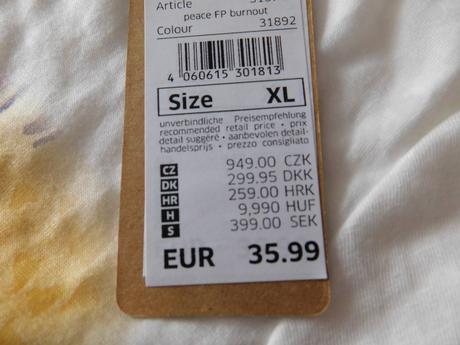 Article
peace FP burnout
Colour 31892
4 060615 301813
Size XL
unverbindliche Preisempfehlung
recommended retail price • prix
detail suggéré • aanbevolen detail-
handelsprijs • prezzo consigliato
CZ 949.00 CZK
DK 299.95 DKK
HR 259.00 HRK
H 9,990 HUF
S 399.00 SEK
EUR 35.99